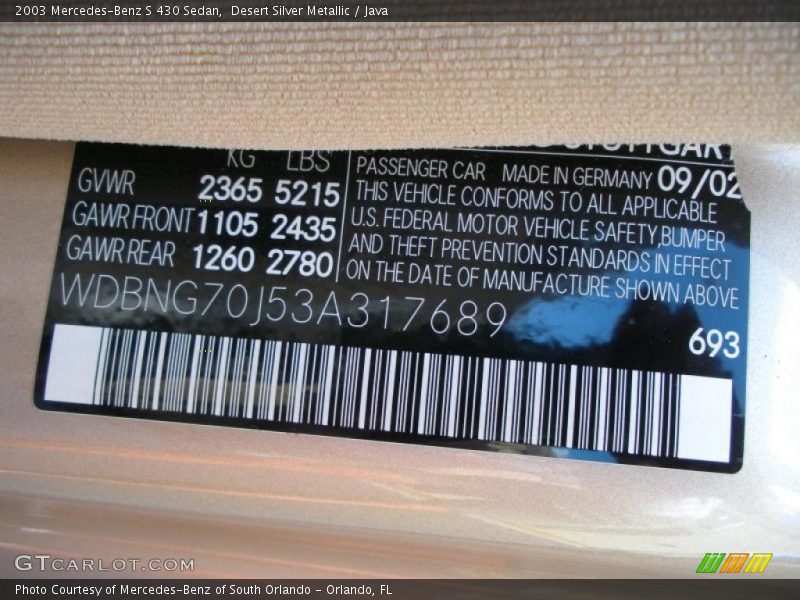 2003 Mercedes-Benz S 430 Sedan, Desert Silver Metallic / Java
KG LBS
GVWR 2365 5215
GAWR FRONT 1105 2435
GAWR REAR 1260 2780
PASSENGER CAR MADE IN GERMANY 09/02
THIS VEHICLE CONFORMS TO ALL APPLICABLE
U.S. FEDERAL MOTOR VEHICLE SAFETY,BUMPER
AND THEFT PREVENTION STANDARDS IN EFFECT
ON THE DATE OF MANUFACTURE SHOWN ABOVE
WDBNG70J53A317689
693
GTCARLOT.COM
Photo Courtesy of Mercedes-Benz of South Orlando - Orlando, FL